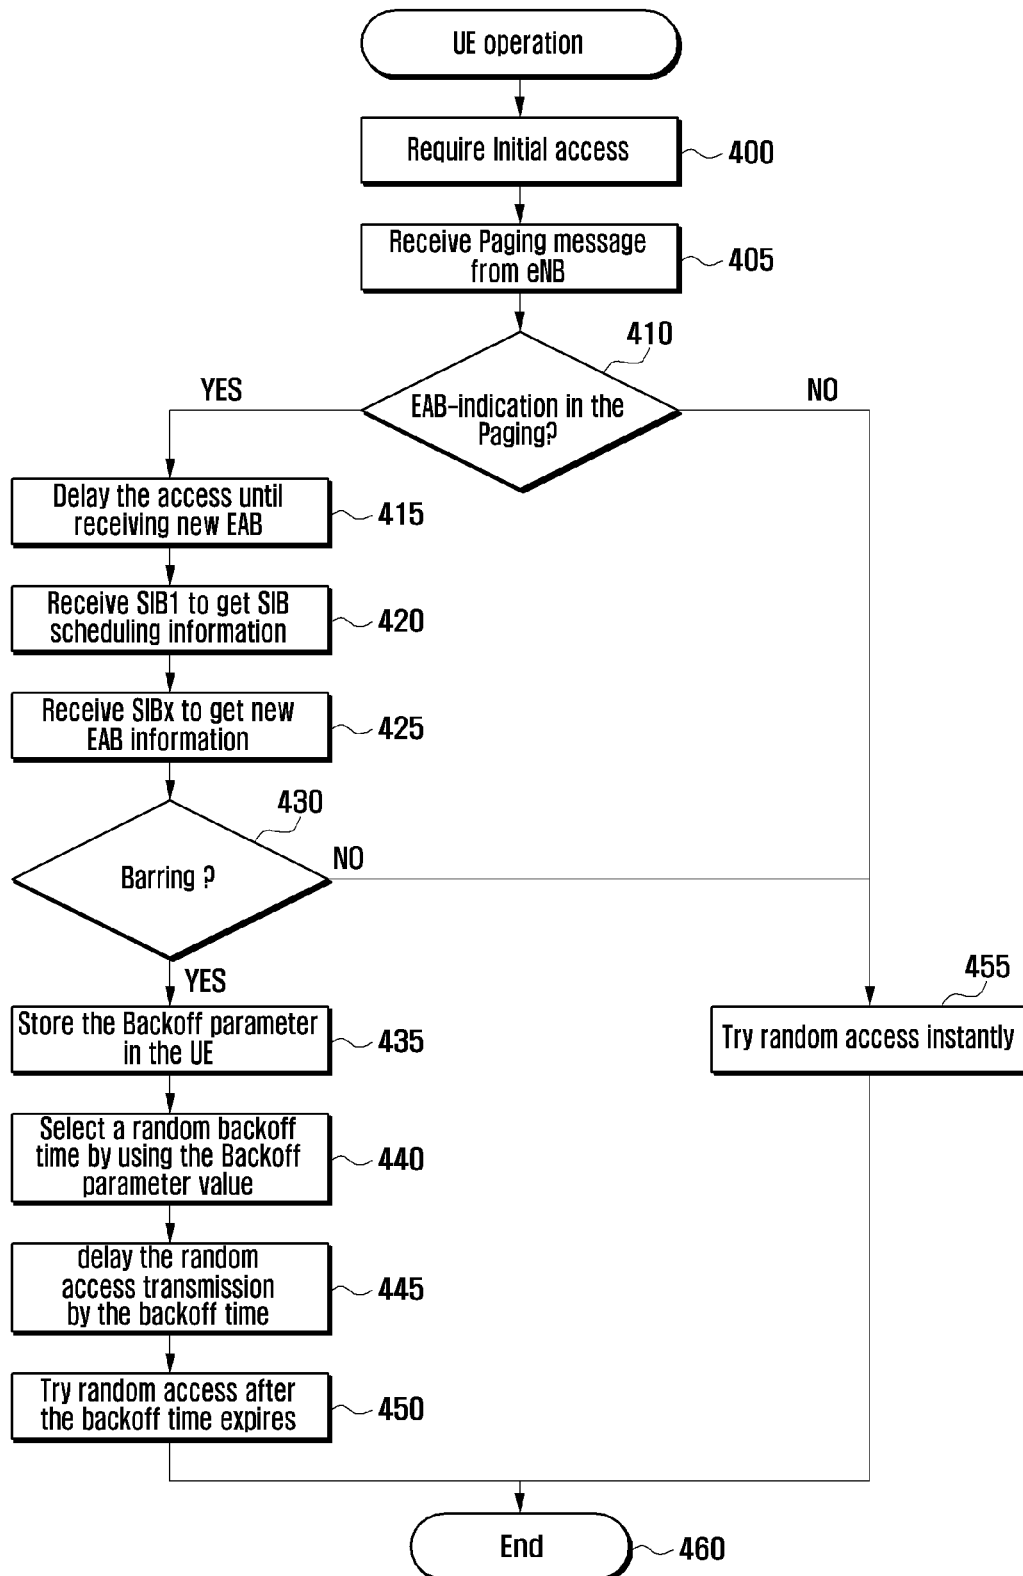 UE operation
Require Initial access
400
Receive Paging message
from eNB
405
410
YES
EAB-indication in the
Paging?
NO
Delay the access until
receiving new EAB
415
Receive SIB1 to get SIB
scheduling information
420
Receive SIBx to get new
EAB information
425
430
Barring ?
NO
YES
455
Store the Backoff parameter
in the UE
435
Try random access instantly
Select a random backoff
time by using the Backoff
parameter value
440
delay the random
access transmission
by the backoff time
445
Try random access after
the backoff time expires
450
End
460